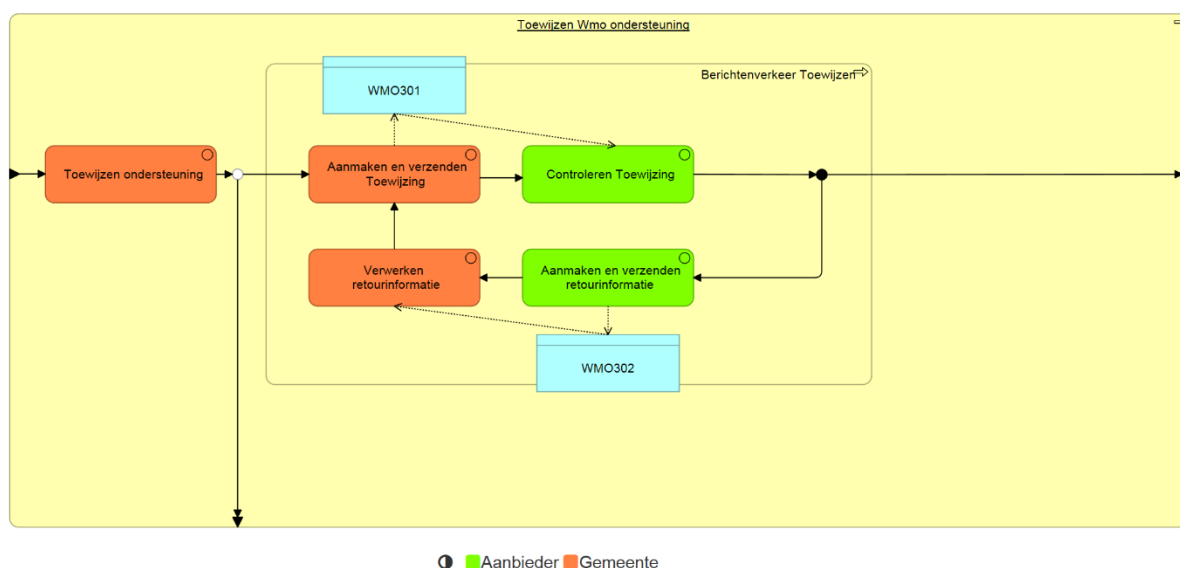 Toewijzen Wmo ondersteuning
Berichtenverkeer Toewijzen
WMO301
Toewijzen ondersteuning
Aanmaken en verzenden
Toewijzing
Controleren Toewijzing
Verwerken
retourinformatie
Aanmaken en verzenden
retourinformatie
WMO302
Aanbieder Gemeente